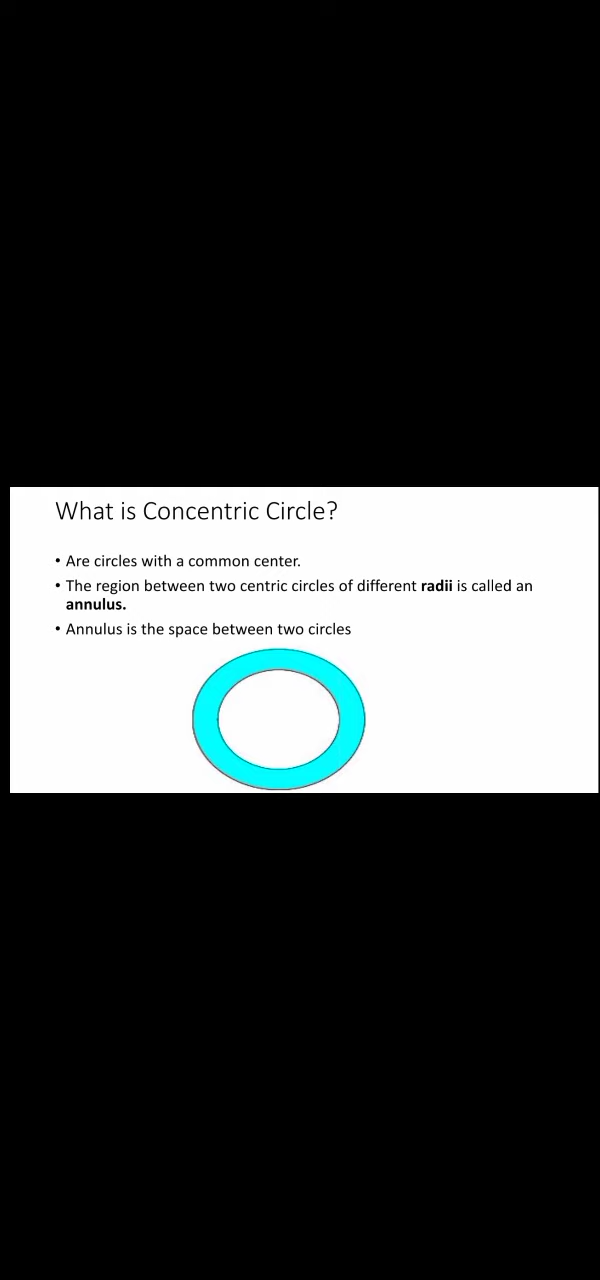 What is Concentric Circle?
• Are circles with a common center.
• The region between two centric circles of different radii is called an
annulus.
• Annulus is the space between two circles